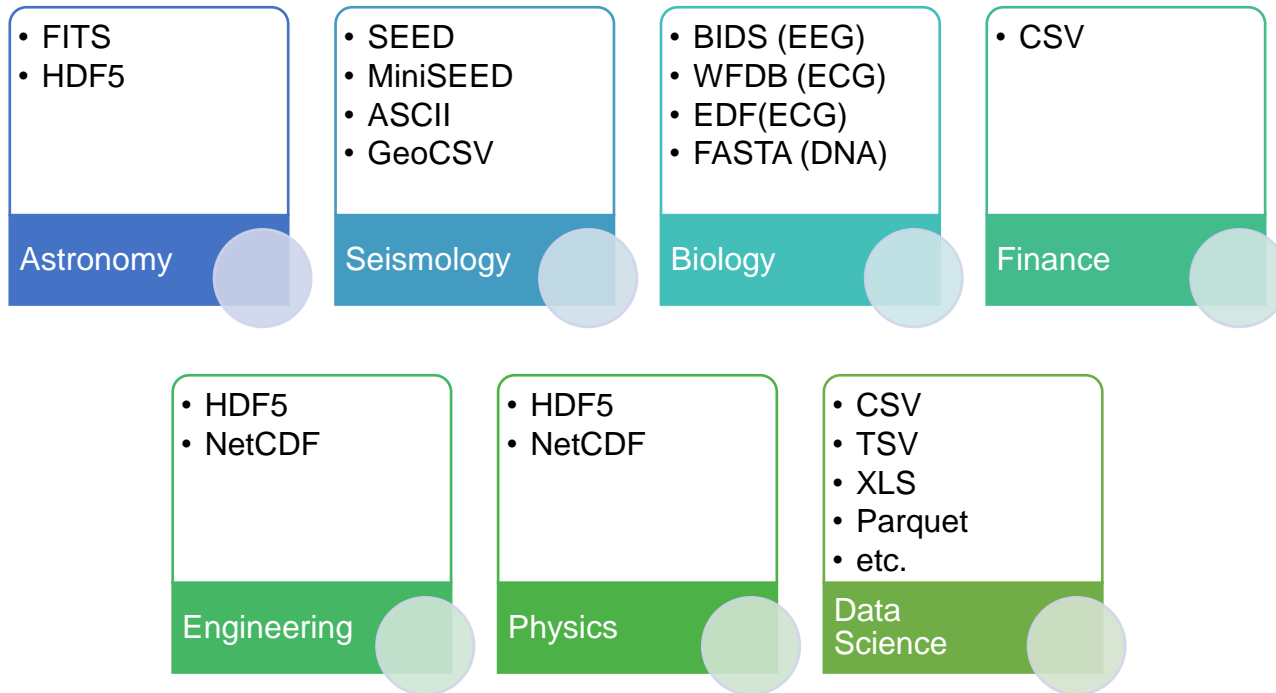 • FITS
• HDF5
Astronomy
• SEED
• MiniSEED
• ASCII
• GeoCSV
Seismology
• BIDS (EEG)
• WFDB (ECG)
• EDF(ECG)
• FASTA (DNA)
Biology
• CSV
Finance
• HDF5
• NetCDF
Engineering
• HDF5
• NetCDF
Physics
• CSV
• TSV
• XLS
• Parquet
• etc.
Data
Science